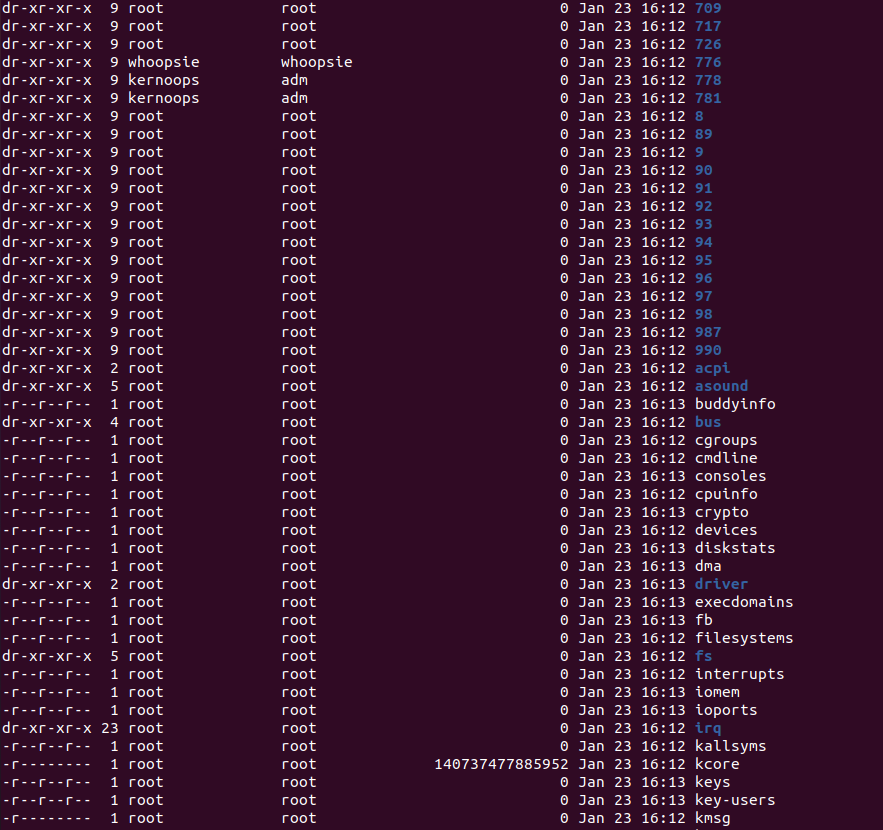 dr-xr-xr-x  9 root             root                           0 Jan 23 16:12 709
dr-xr-xr-x  9 root             root                           0 Jan 23 16:12 717
dr-xr-xr-x  9 root             root                           0 Jan 23 16:12 726
dr-xr-xr-x  9 whoopsie         whoopsie                       0 Jan 23 16:12 776
dr-xr-xr-x  9 kernoops         adm                            0 Jan 23 16:12 778
dr-xr-xr-x  9 kernoops         adm                            0 Jan 23 16:12 781
dr-xr-xr-x  9 root             root                           0 Jan 23 16:12 8
dr-xr-xr-x  9 root             root                           0 Jan 23 16:12 89
dr-xr-xr-x  9 root             root                           0 Jan 23 16:12 9
dr-xr-xr-x  9 root             root                           0 Jan 23 16:12 90
dr-xr-xr-x  9 root             root                           0 Jan 23 16:12 91
dr-xr-xr-x  9 root             root                           0 Jan 23 16:12 92
dr-xr-xr-x  9 root             root                           0 Jan 23 16:12 93
dr-xr-xr-x  9 root             root                           0 Jan 23 16:12 94
dr-xr-xr-x  9 root             root                           0 Jan 23 16:12 95
dr-xr-xr-x  9 root             root                           0 Jan 23 16:12 96
dr-xr-xr-x  9 root             root                           0 Jan 23 16:12 97
dr-xr-xr-x  9 root             root                           0 Jan 23 16:12 98
dr-xr-xr-x  9 root             root                           0 Jan 23 16:12 987
dr-xr-xr-x  9 root             root                           0 Jan 23 16:12 990
dr-xr-xr-x  2 root             root                           0 Jan 23 16:12 acpi
dr-xr-xr-x  5 root             root                           0 Jan 23 16:12 asound
-r--r--r--  1 root             root                           0 Jan 23 16:13 buddyinfo
dr-xr-xr-x  4 root             root                           0 Jan 23 16:12 bus
-r--r--r--  1 root             root                           0 Jan 23 16:12 cgroups
-r--r--r--  1 root             root                           0 Jan 23 16:12 cmdline
-r--r--r--  1 root             root                           0 Jan 23 16:13 consoles
-r--r--r--  1 root             root                           0 Jan 23 16:12 cpuinfo
-r--r--r--  1 root             root                           0 Jan 23 16:13 crypto
-r--r--r--  1 root             root                           0 Jan 23 16:12 devices
-r--r--r--  1 root             root                           0 Jan 23 16:13 diskstats
-r--r--r--  1 root             root                           0 Jan 23 16:13 dma
dr-xr-xr-x  2 root             root                           0 Jan 23 16:13 driver
-r--r--r--  1 root             root                           0 Jan 23 16:13 execdomains
-r--r--r--  1 root             root                           0 Jan 23 16:13 fb
-r--r--r--  1 root             root                           0 Jan 23 16:12 filesystems
dr-xr-xr-x  5 root             root                           0 Jan 23 16:12 fs
-r--r--r--  1 root             root                           0 Jan 23 16:12 interrupts
-r--r--r--  1 root             root                           0 Jan 23 16:13 iomem
-r--r--r--  1 root             root                           0 Jan 23 16:13 ioports
dr-xr-xr-x 23 root             root                           0 Jan 23 16:12 irq
-r--r--r--  1 root             root                           0 Jan 23 16:12 kallsyms
-r--------  1 root             root             140737477885952 Jan 23 16:12 kcore
-r--r--r--  1 root             root                           0 Jan 23 16:13 keys
-r--r--r--  1 root             root                           0 Jan 23 16:13 key-users
-r--------  1 root             root                           0 Jan 23 16:12 kmsg